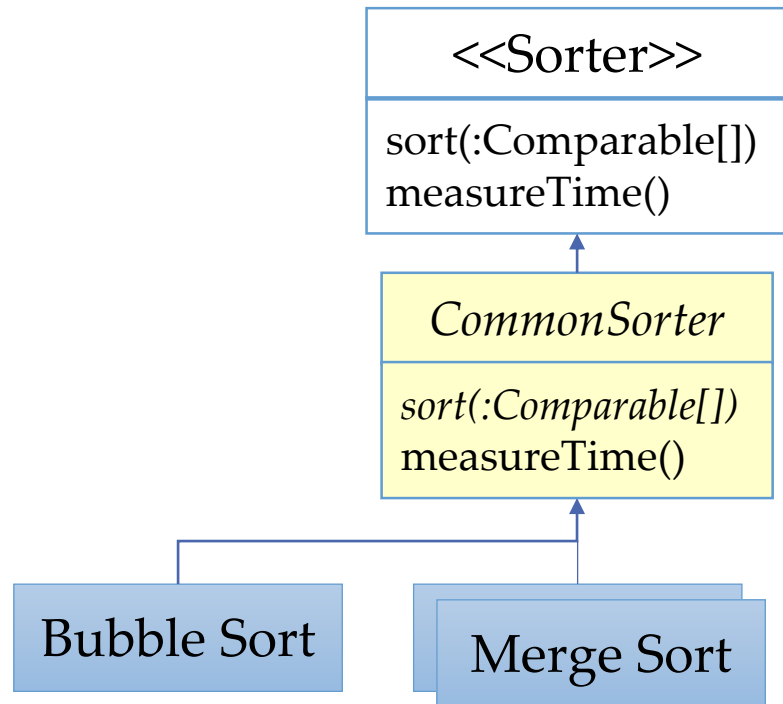 <<Sorter>>
sort(:Comparable[])
measureTime()
CommonSorter
sort(:Comparable[])
measureTime()
Bubble Sort
Merge Sort